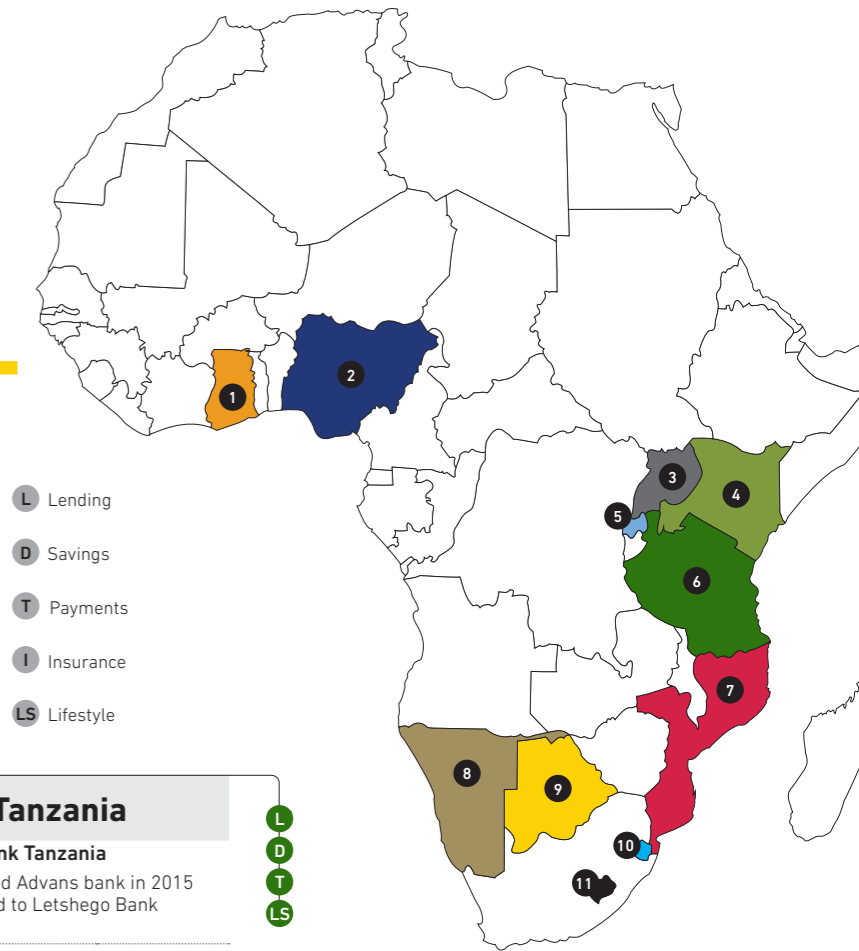 1
2
3
4
5
6
7
8
9
10
11
L Lending
D Savings
T Payments
I Insurance
LS Lifestyle
Tanzania
nk Tanzania
ed Advans bank in 2015
d to Letshego Bank
L
D
T
LS